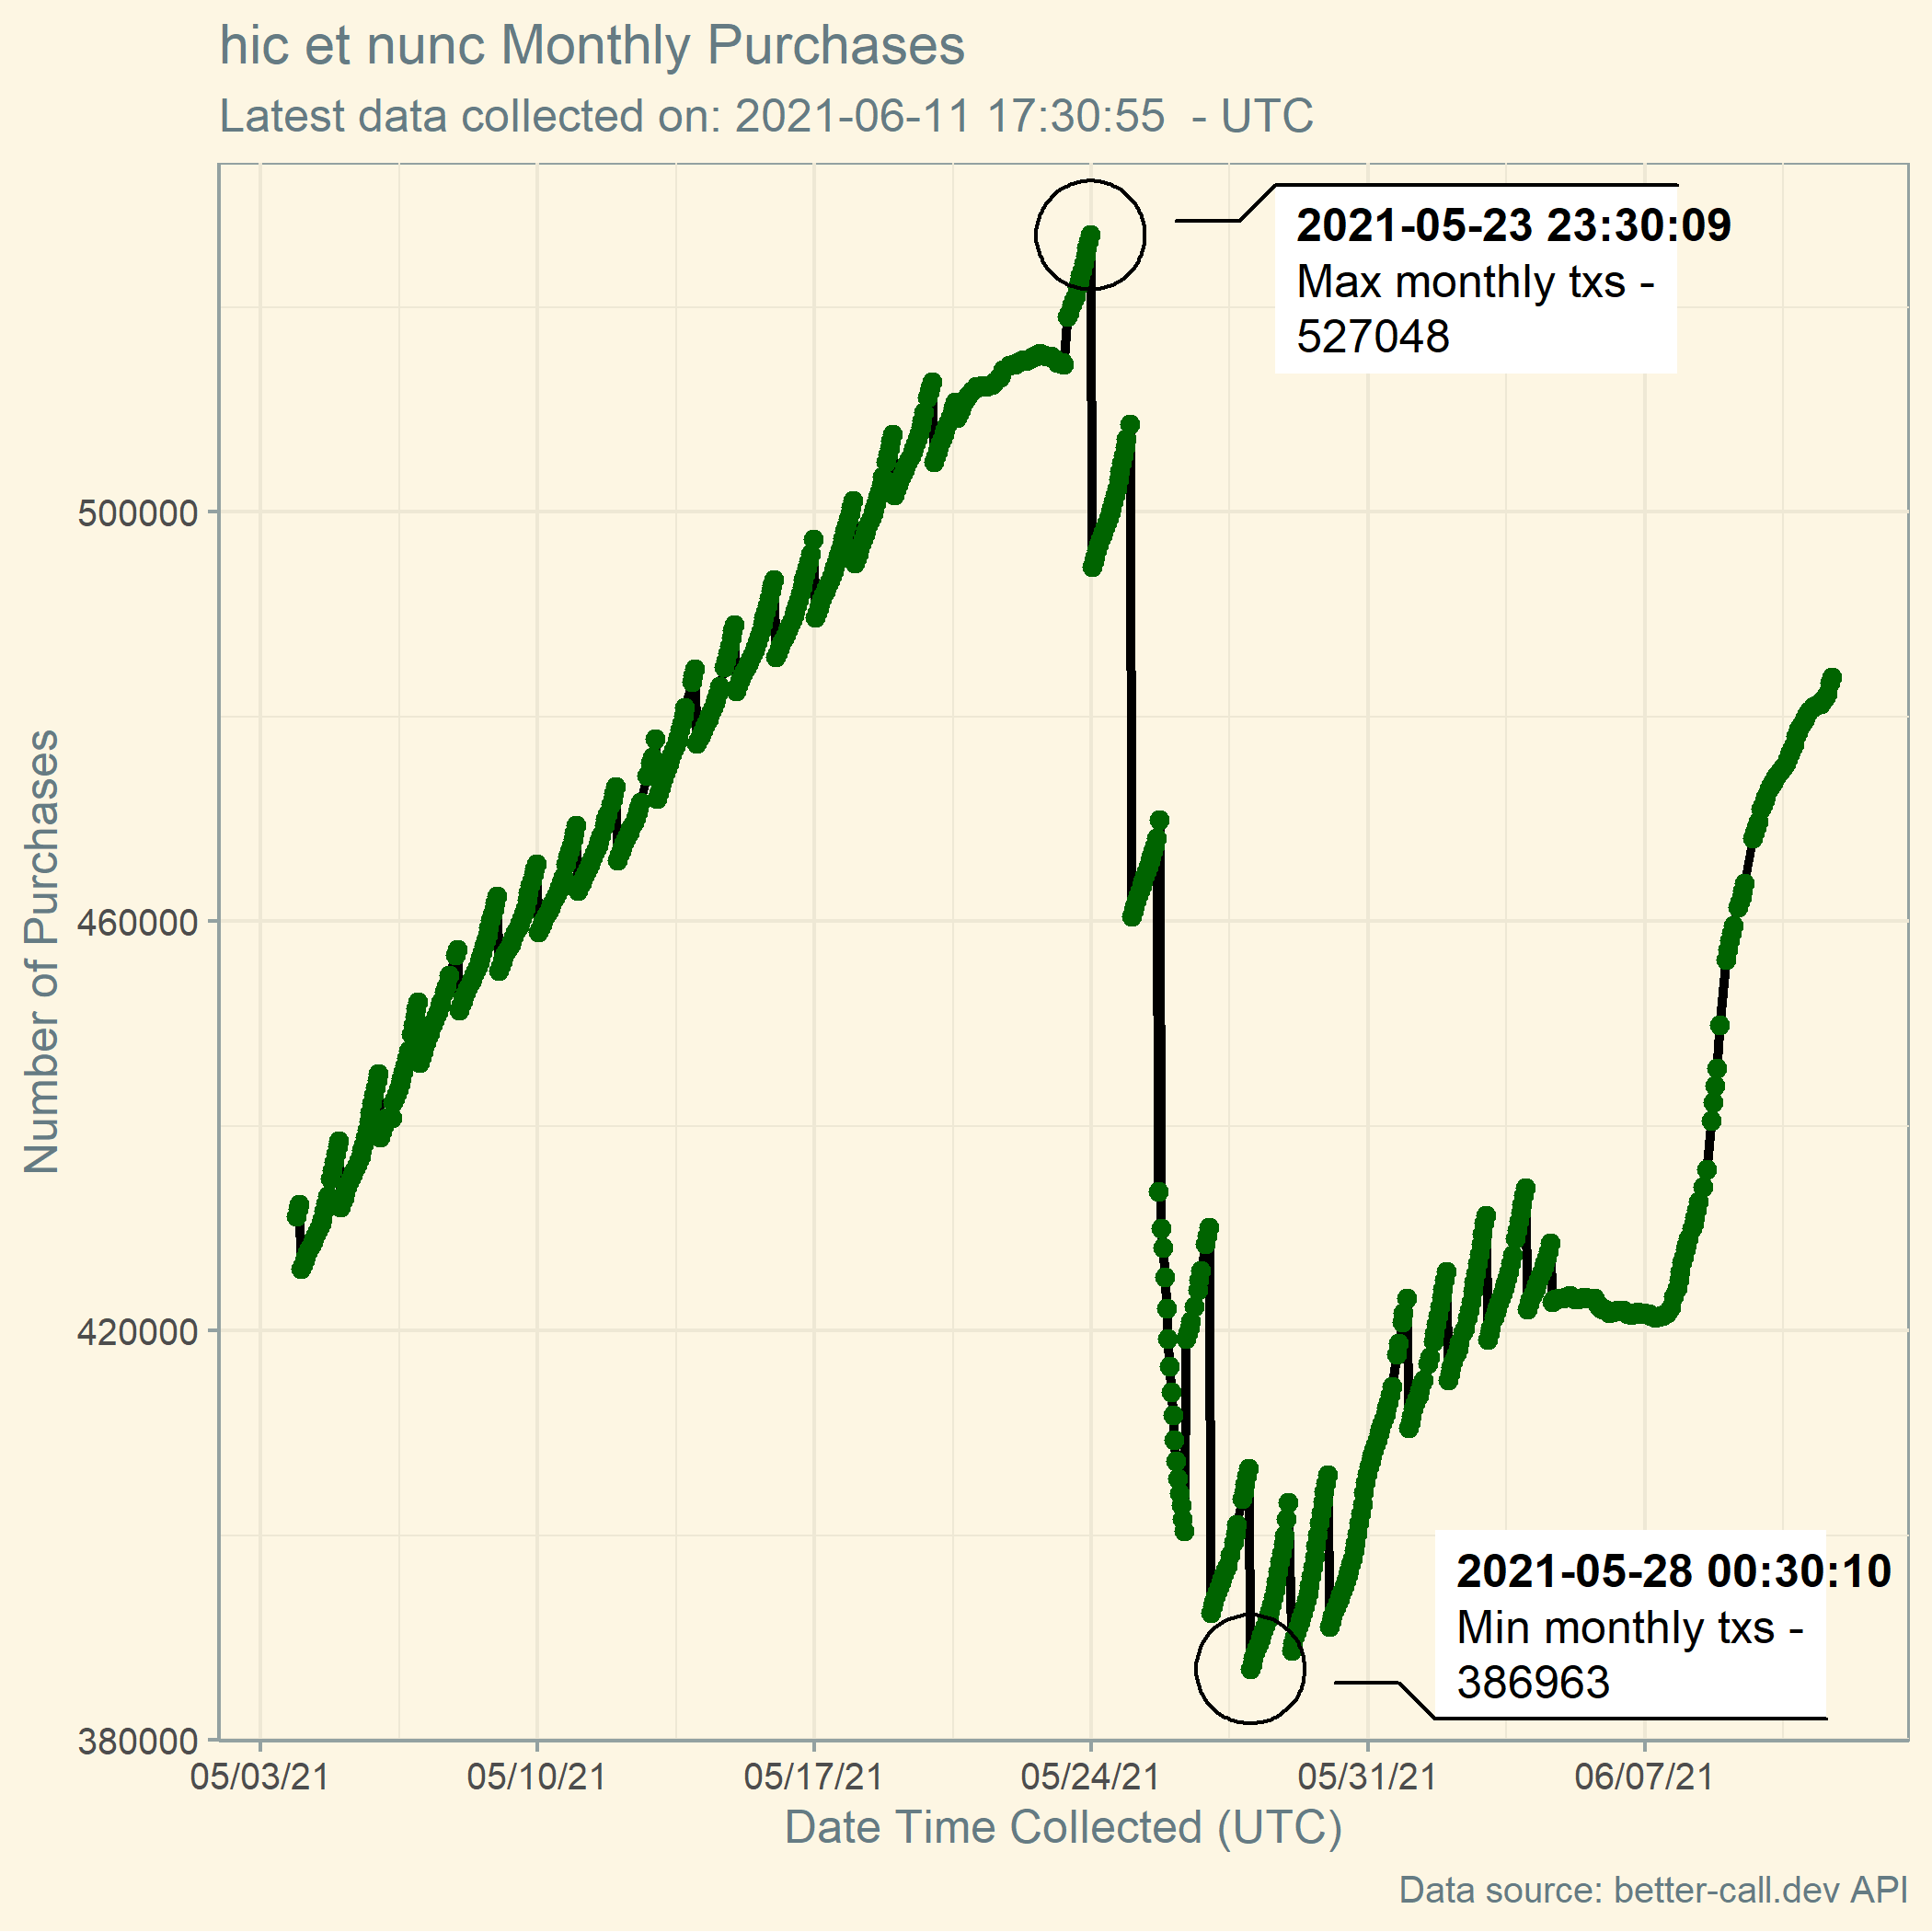 hic et nunc Monthly Purchases
Latest data collected on: 2021-06-11 17:30:55  - UTC
2021-05-23 23:30:09
Max monthly txs -
527048
500000
460000
420000
380000
Number of Purchases
2021-05-28 00:30:10
Min monthly txs -
386963
05/03/21 05/10/21 05/17/21 05/24/21 05/31/21 06/07/21
Date Time Collected (UTC)
Data source: better-call.dev API